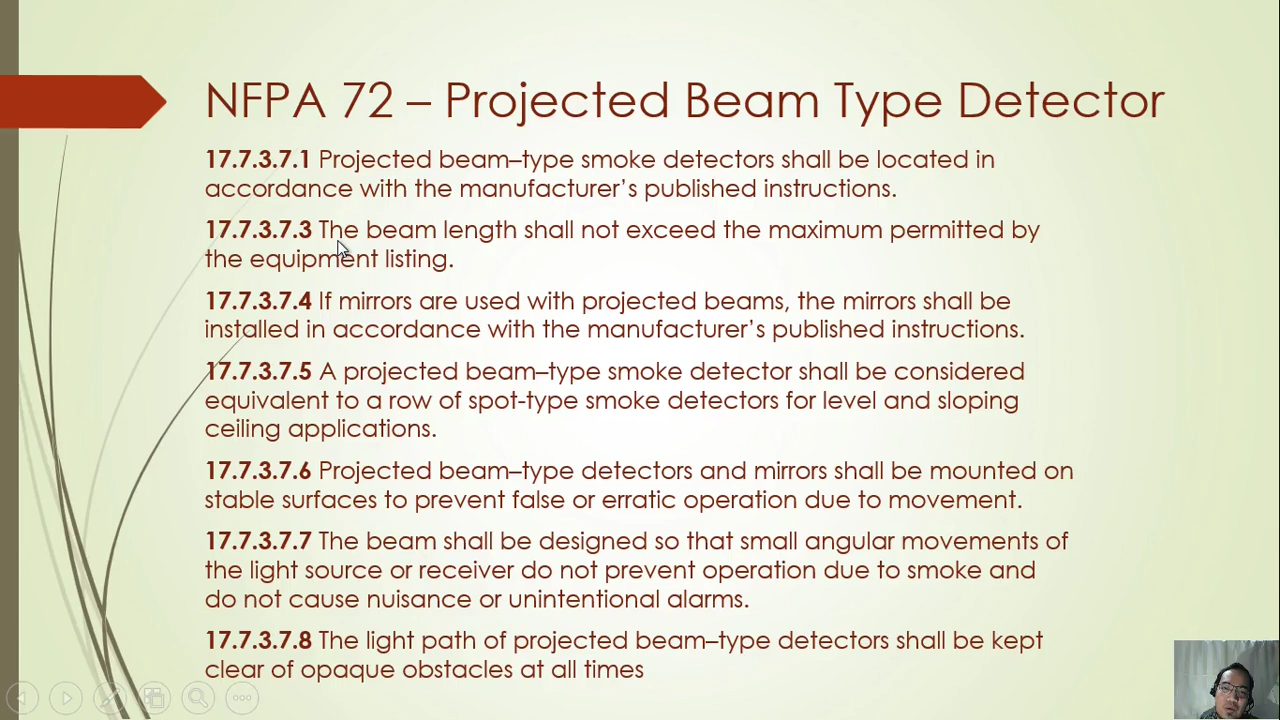 NFPA 72 – Projected Beam Type Detector
17.7.3.7.1 Projected beam–type smoke detectors shall be located in
accordance with the manufacturer’s published instructions.
17.7.3.7.3 The beam length shall not exceed the maximum permitted by
the equipment listing.
17.7.3.7.4 If mirrors are used with projected beams, the mirrors shall be
installed in accordance with the manufacturer’s published instructions.
17.7.3.7.5 A projected beam–type smoke detector shall be considered
equivalent to a row of spot-type smoke detectors for level and sloping
ceiling applications.
17.7.3.7.6 Projected beam–type detectors and mirrors shall be mounted on
stable surfaces to prevent false or erratic operation due to movement.
17.7.3.7.7 The beam shall be designed so that small angular movements of
the light source or receiver do not prevent operation due to smoke and
do not cause nuisance or unintentional alarms.
17.7.3.7.8 The light path of projected beam–type detectors shall be kept
clear of opaque obstacles at all times